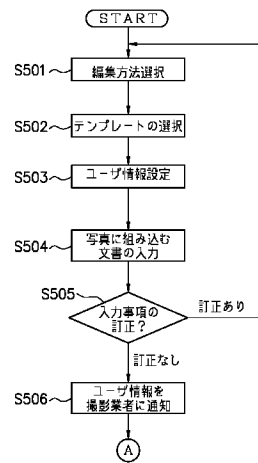 START
S501
編集方法選択
S502
テンプレートの選択
S503
ユーザ情報設定
S504
写真に組み込む
文書の入力
S505
入力事項の
訂正?
訂正あり
訂正なし
S506
ユーザ情報を
撮影業者に通知
A